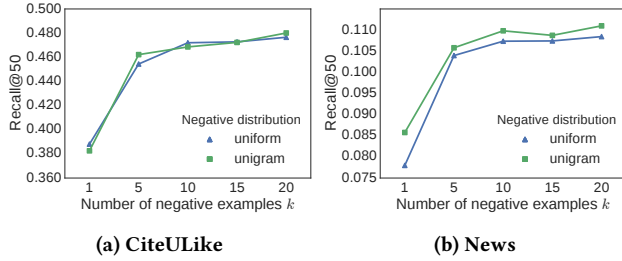 0.500
0.480
0.460
0.440
0.420
0.400
0.380
0.360
Recall@50
Negative distribution
uniform
unigram
1 5 10 15 20
Number of negative examples k
(a) CiteULike
0.110
0.105
0.100
0.095
0.090
0.085
0.080
0.075
Recall@50
Negative distribution
uniform
unigram
1 5 10 15 20
Number of negative examples k
(b) News